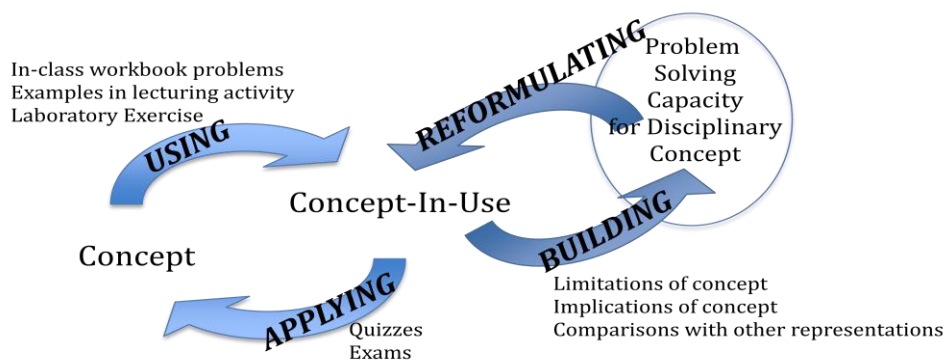 In-class workbook problems
Examples in lecturing activity
Laboratory Exercise
USING
REFORMULATING
Problem
Solving
Capacity
for Disciplinary
Concept
Concept-In-Use
Concept
BUILDING
APPLYING
Limitations of concept
Implications of concept
Comparisons with other representations
Quizzes
Exams